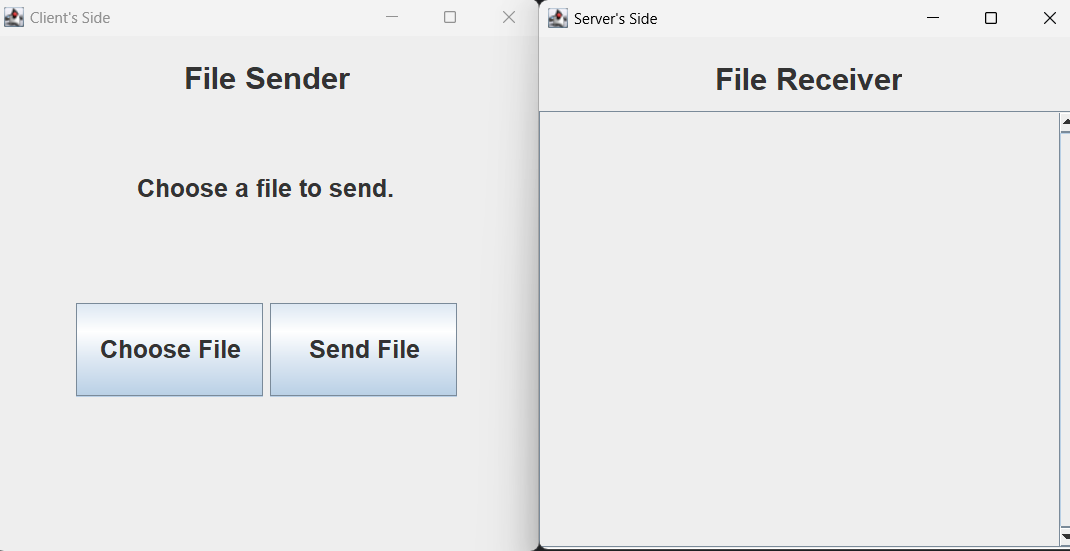 Client's Side
File Sender
Choose a file to send.
Choose File
Send File
Server's Side
File Receiver